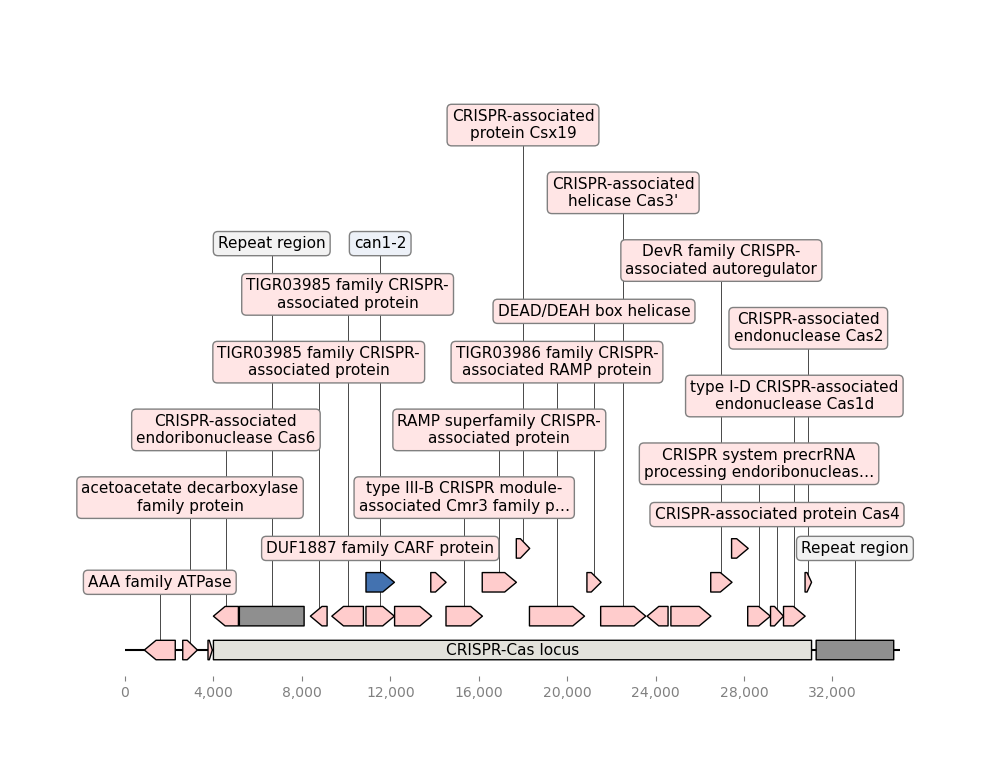 CRISPR-associated
protein Csx19
CRISPR-associated
helicase Cas3'
Repeat region
can1-2
DevR family CRISPR-
associated autoregulator
TIGR03985 family CRISPR-
associated protein
DEAD/DEAH box helicase
CRISPR-associated
endonuclease Cas2
TIGR03985 family CRISPR-
associated protein
TIGR03986 family CRISPR-
associated RAMP protein
type I-D CRISPR-associated
endonuclease Cas1d
CRISPR-associated
endoribonuclease Cas6
RAMP superfamily CRISPR-
associated protein
CRISPR system precrRNA
processing endoribonucleas…
acetoacetate decarboxylase
family protein
type III-B CRISPR module-
associated Cmr3 family p…
CRISPR-associated protein Cas4
DUF1887 family CARF protein
Repeat region
AAA family ATPase
CRISPR-Cas locus
0
4,000
8,000
12,000
16,000
20,000
24,000
28,000
32,000